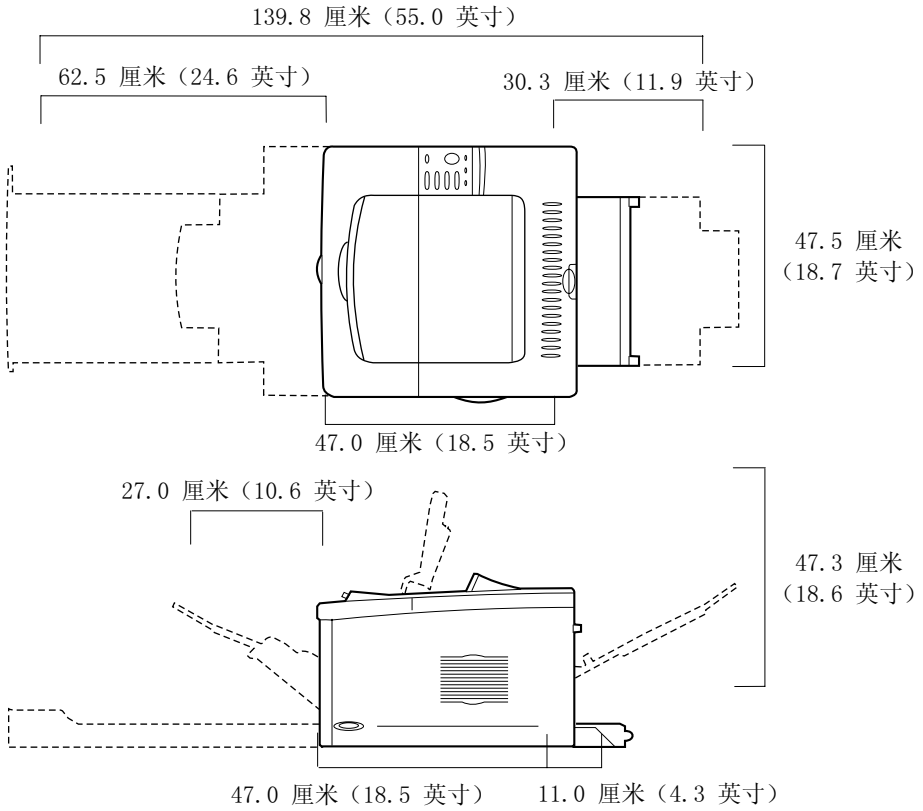 139.8 厘米（55.0 英寸）
62.5 厘米（24.6 英寸）
30.3 厘米（11.9 英寸）
47.5 厘米
（18.7 英寸）
47.0 厘米（18.5 英寸）
27.0 厘米（10.6 英寸）
47.3 厘米
（18.6 英寸）
47.0 厘米（18.5 英寸）
11.0 厘米（4.3 英寸）